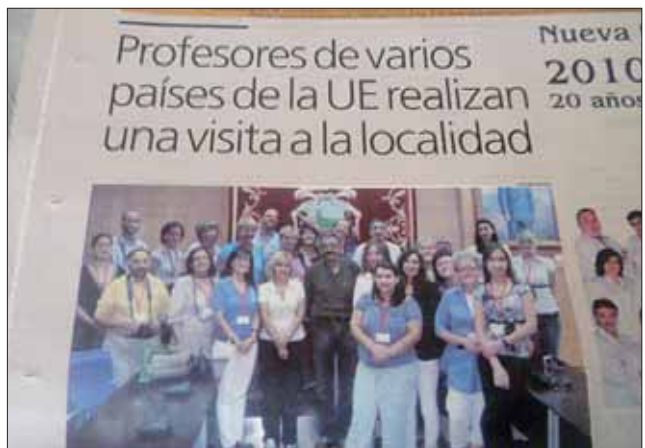 Profesores de varios
países de la UE realizan
una visita a la localidad
Nueva
2010
20 años